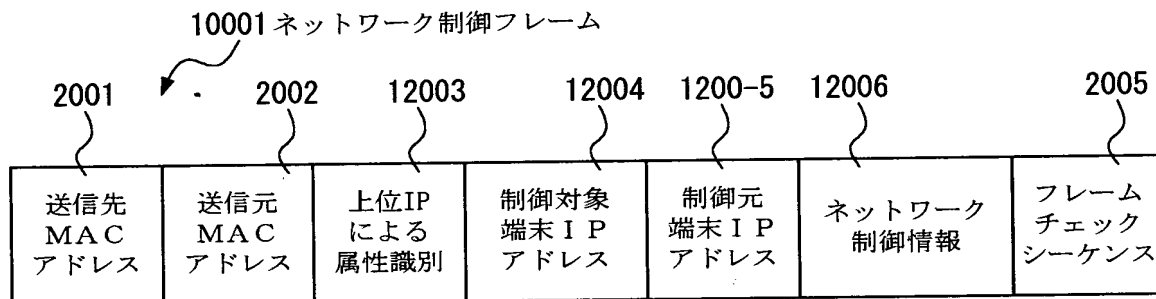 10001 ネットワーク制御フレーム
2001 2002 12003 12004 1200-5 12006 2005
送信先
MAC
アドレス
送信元
MAC
アドレス
上位IP
による
属性識別
制御対象
端末IP
アドレス
制御元
端末IP
アドレス
ネットワーク
制御情報
フレーム
チェック
シーケンス